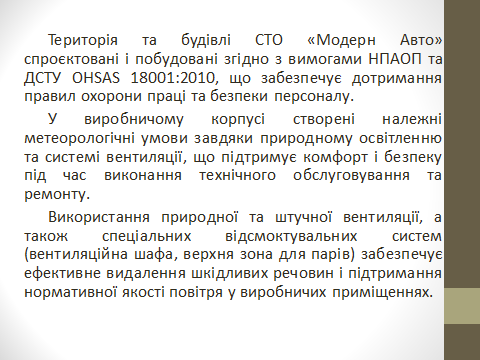 Територія та будівлі СТО «Модерн Авто»
спроєктовані і побудовані згідно з вимогами НПАОП та
ДСТУ OHSAS 18001:2010, що забезпечує дотримання
правил охорони праці та безпеки персоналу.
У виробничому корпусі створені належні
метеорологічні умови завдяки природному освітленню
та системі вентиляції, що підтримує комфорт і безпеку
під час виконання технічного обслуговування та
ремонту.
Використання природної та штучної вентиляції, а
також спеціальних відсмоктувальних систем
(вентиляційна шафа, верхня зона для парів) забезпечує
ефективне видалення шкідливих речовин і підтримання
нормативної якості повітря у виробничих приміщеннях.